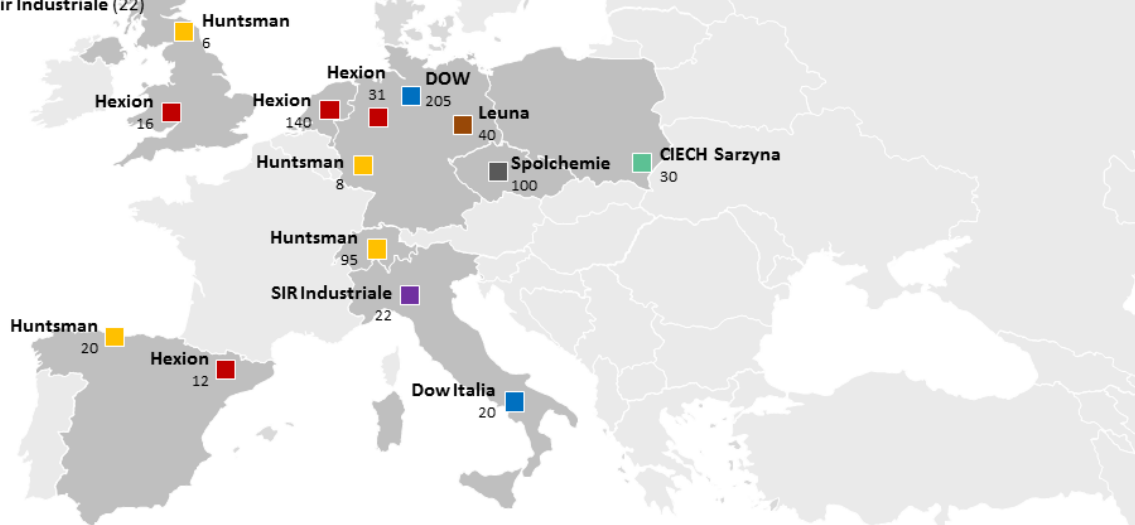 ir Industriale (22)
Huntsman
6
Hexion
31
DOW
205
Hexion
16
Hexion
140
Leuna
40
Huntsman
8
Spolchemie
100
CIECH Sarzyna
30
Huntsman
95
SIR Industriale
22
Huntsman
20
Hexion
12
Dow Italia
20